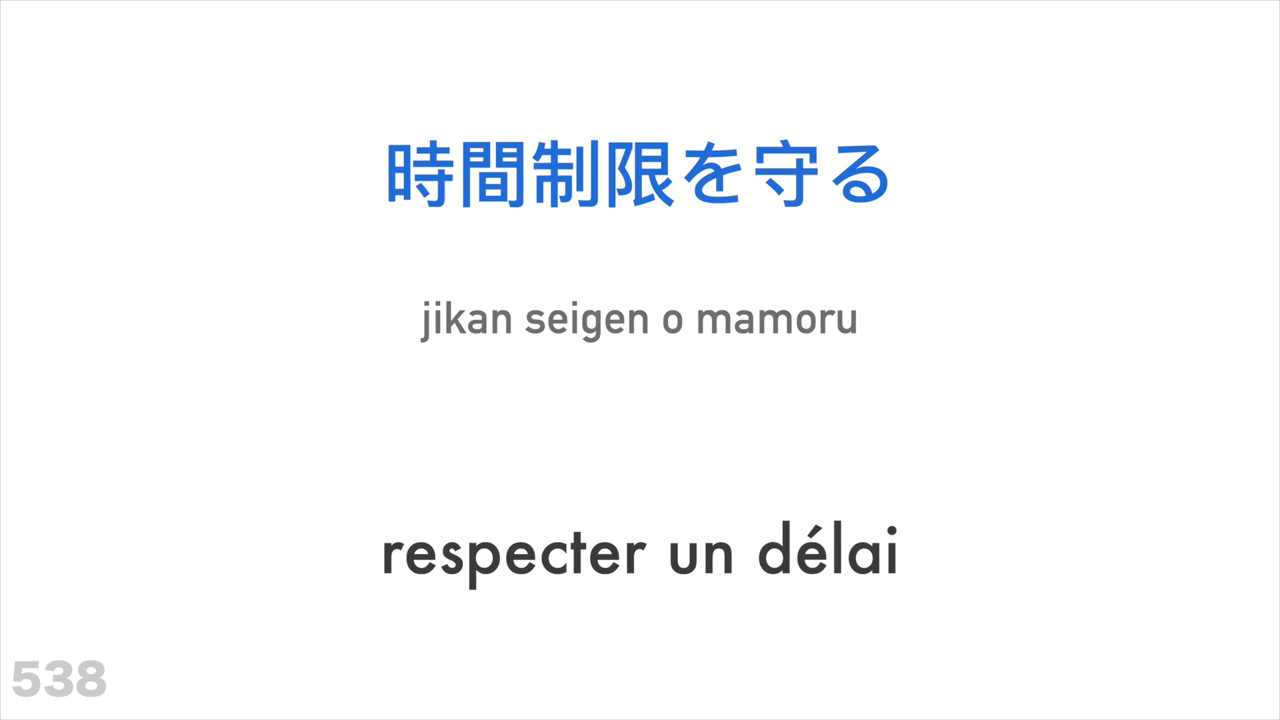 時間制限を守る
jikan seigen o mamoru
respecter un délai
538